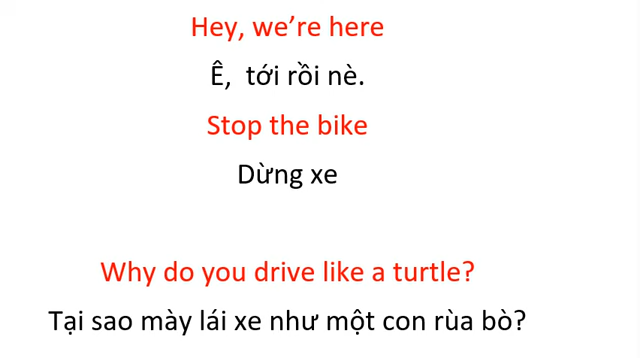 Hey, we’re here
Ê, tới rồi nè.
Stop the bike
Dừng xe
Why do you drive like a turtle?
Tại sao mày lái xe như một con rùa bò?